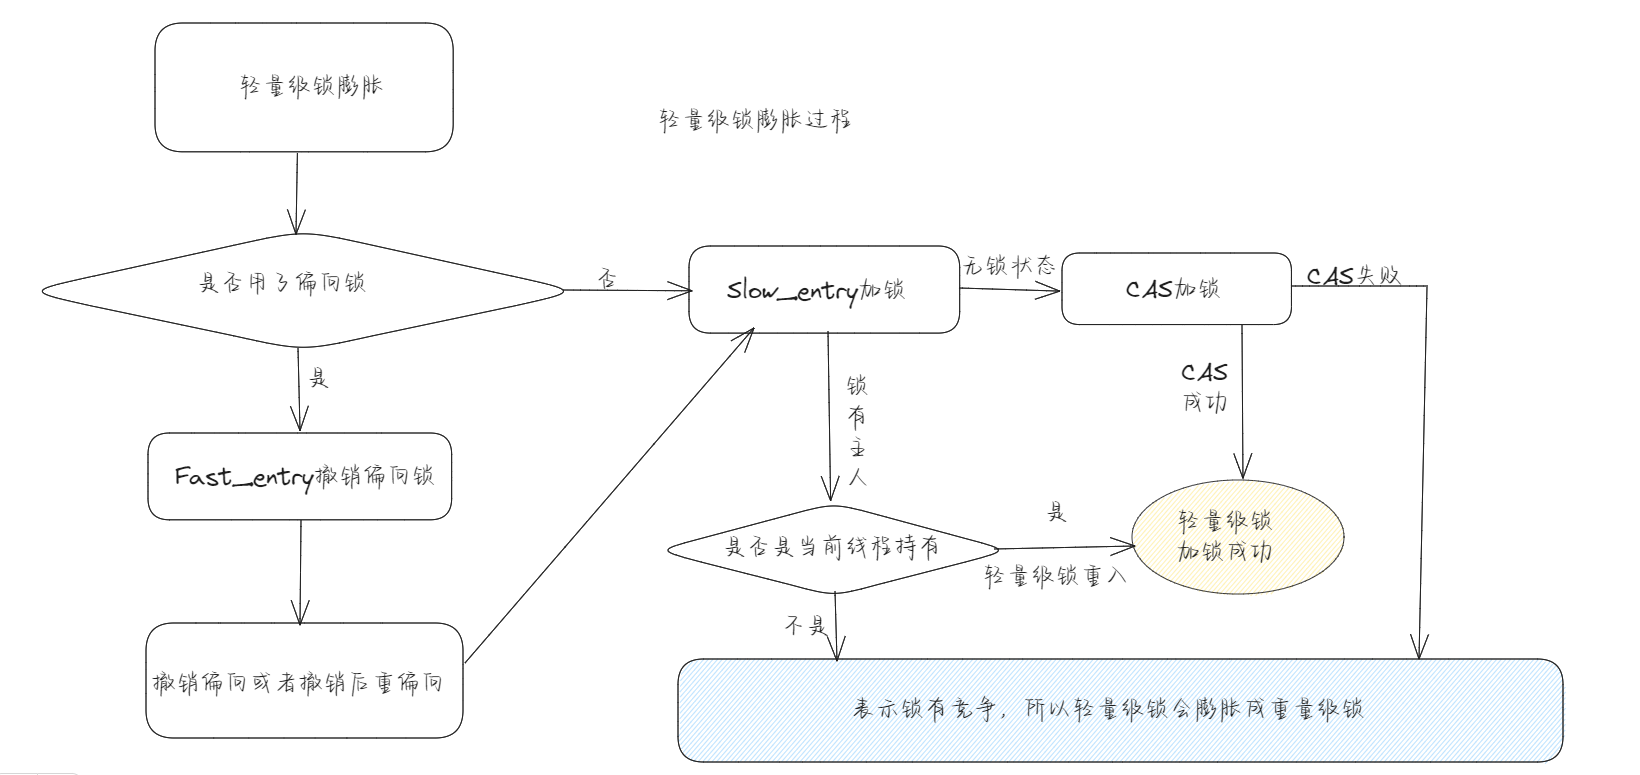 轻量级锁膨胀
轻量级锁膨胀过程
是否用了偏向锁
否
slow_entry加锁
无锁状态
CAS加锁
CAS失败
是
锁
有
主
人
CAS
成功
Fast_entry撤销偏向锁
是否是当前线程持有
是
轻量级锁重入
轻量级锁
加锁成功
不是
撤销偏向或者撤销后重偏向
表示锁有竞争,所以轻量级锁会膨胀成重量级锁